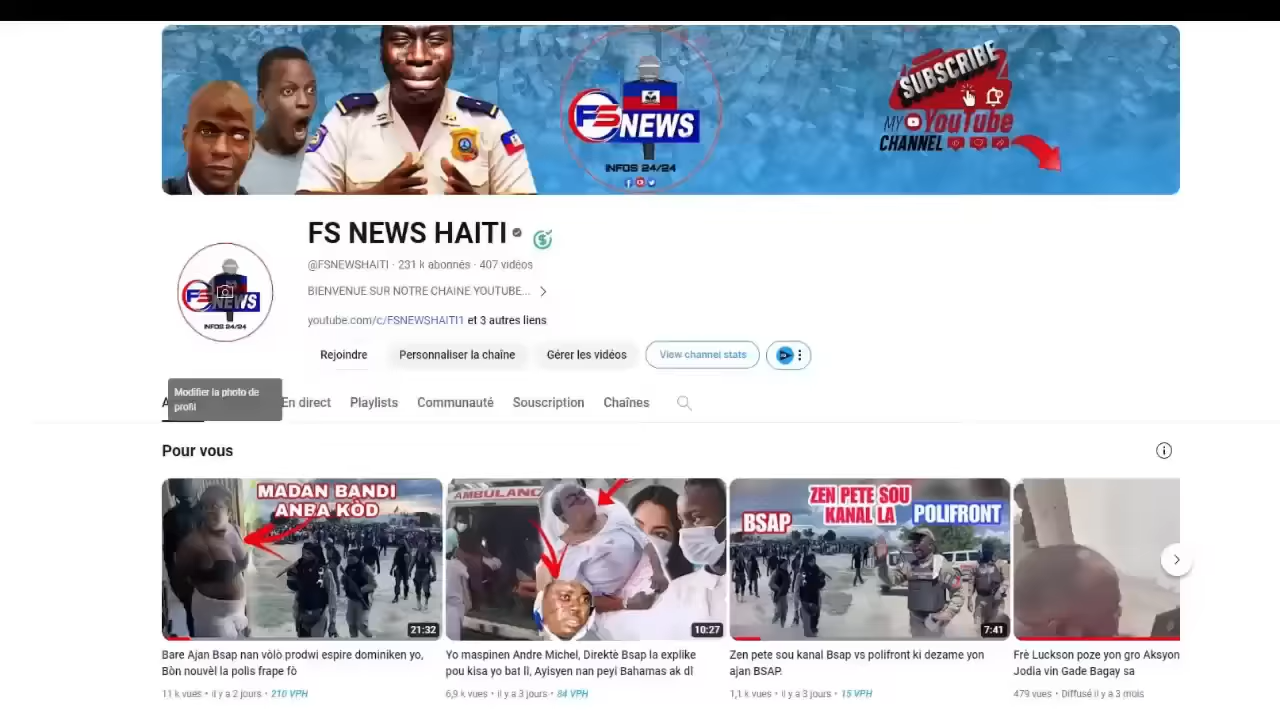 SUBSCRIBE
MY YouTube
CHANNEL
FS NEWS
INFOS 24/24
FS NEWS HAITI
@FSNEWSHAITI · 231 k abonnés · 407 vidéos
BIENVENUE SUR NOTRE CHAINE YOUTUBE...
youtube.com/c/FSNEWSHAITI1 et 3 autres liens
FS NEWS
INFOS 24/24
Rejoindre
Personnaliser la chaîne
Gérer les vidéos
View channel stats
Modifier la photo de
profil
A
En direct
Playlists
Communauté
Souscription
Chaînes
Pour vous
MADAN BANDI
ANBA KÒD
21:32
AMBULANC
10:27
ZEN PETE SOU
KANAL LA
BSAP
POLIFRONT
7:41
Bare Ajan Bsap nan vòlò prodwi espire dominiken yo,
Bòn nouvèl la polis frape fò
11 k vues • il y a 2 jours • 210 VPH
Yo maspinen Andre Michel, Direktè Bsap la eksplike
pou kisa yo bat li, Ayisyen nan peyi Bahamas ak dl
6,9 k vues • il y a 3 jours • 84 VPH
Zen pete sou kanal Bsap vs polifront ki dezame yon
ajan BSAP.
1,1 k vues • il y a 3 jours • 15 VPH
Frè Luckson poze yon gro Aksyon
Jodia vin Gade Bagay sa
479 vues • Diffusé il y a 3 mois